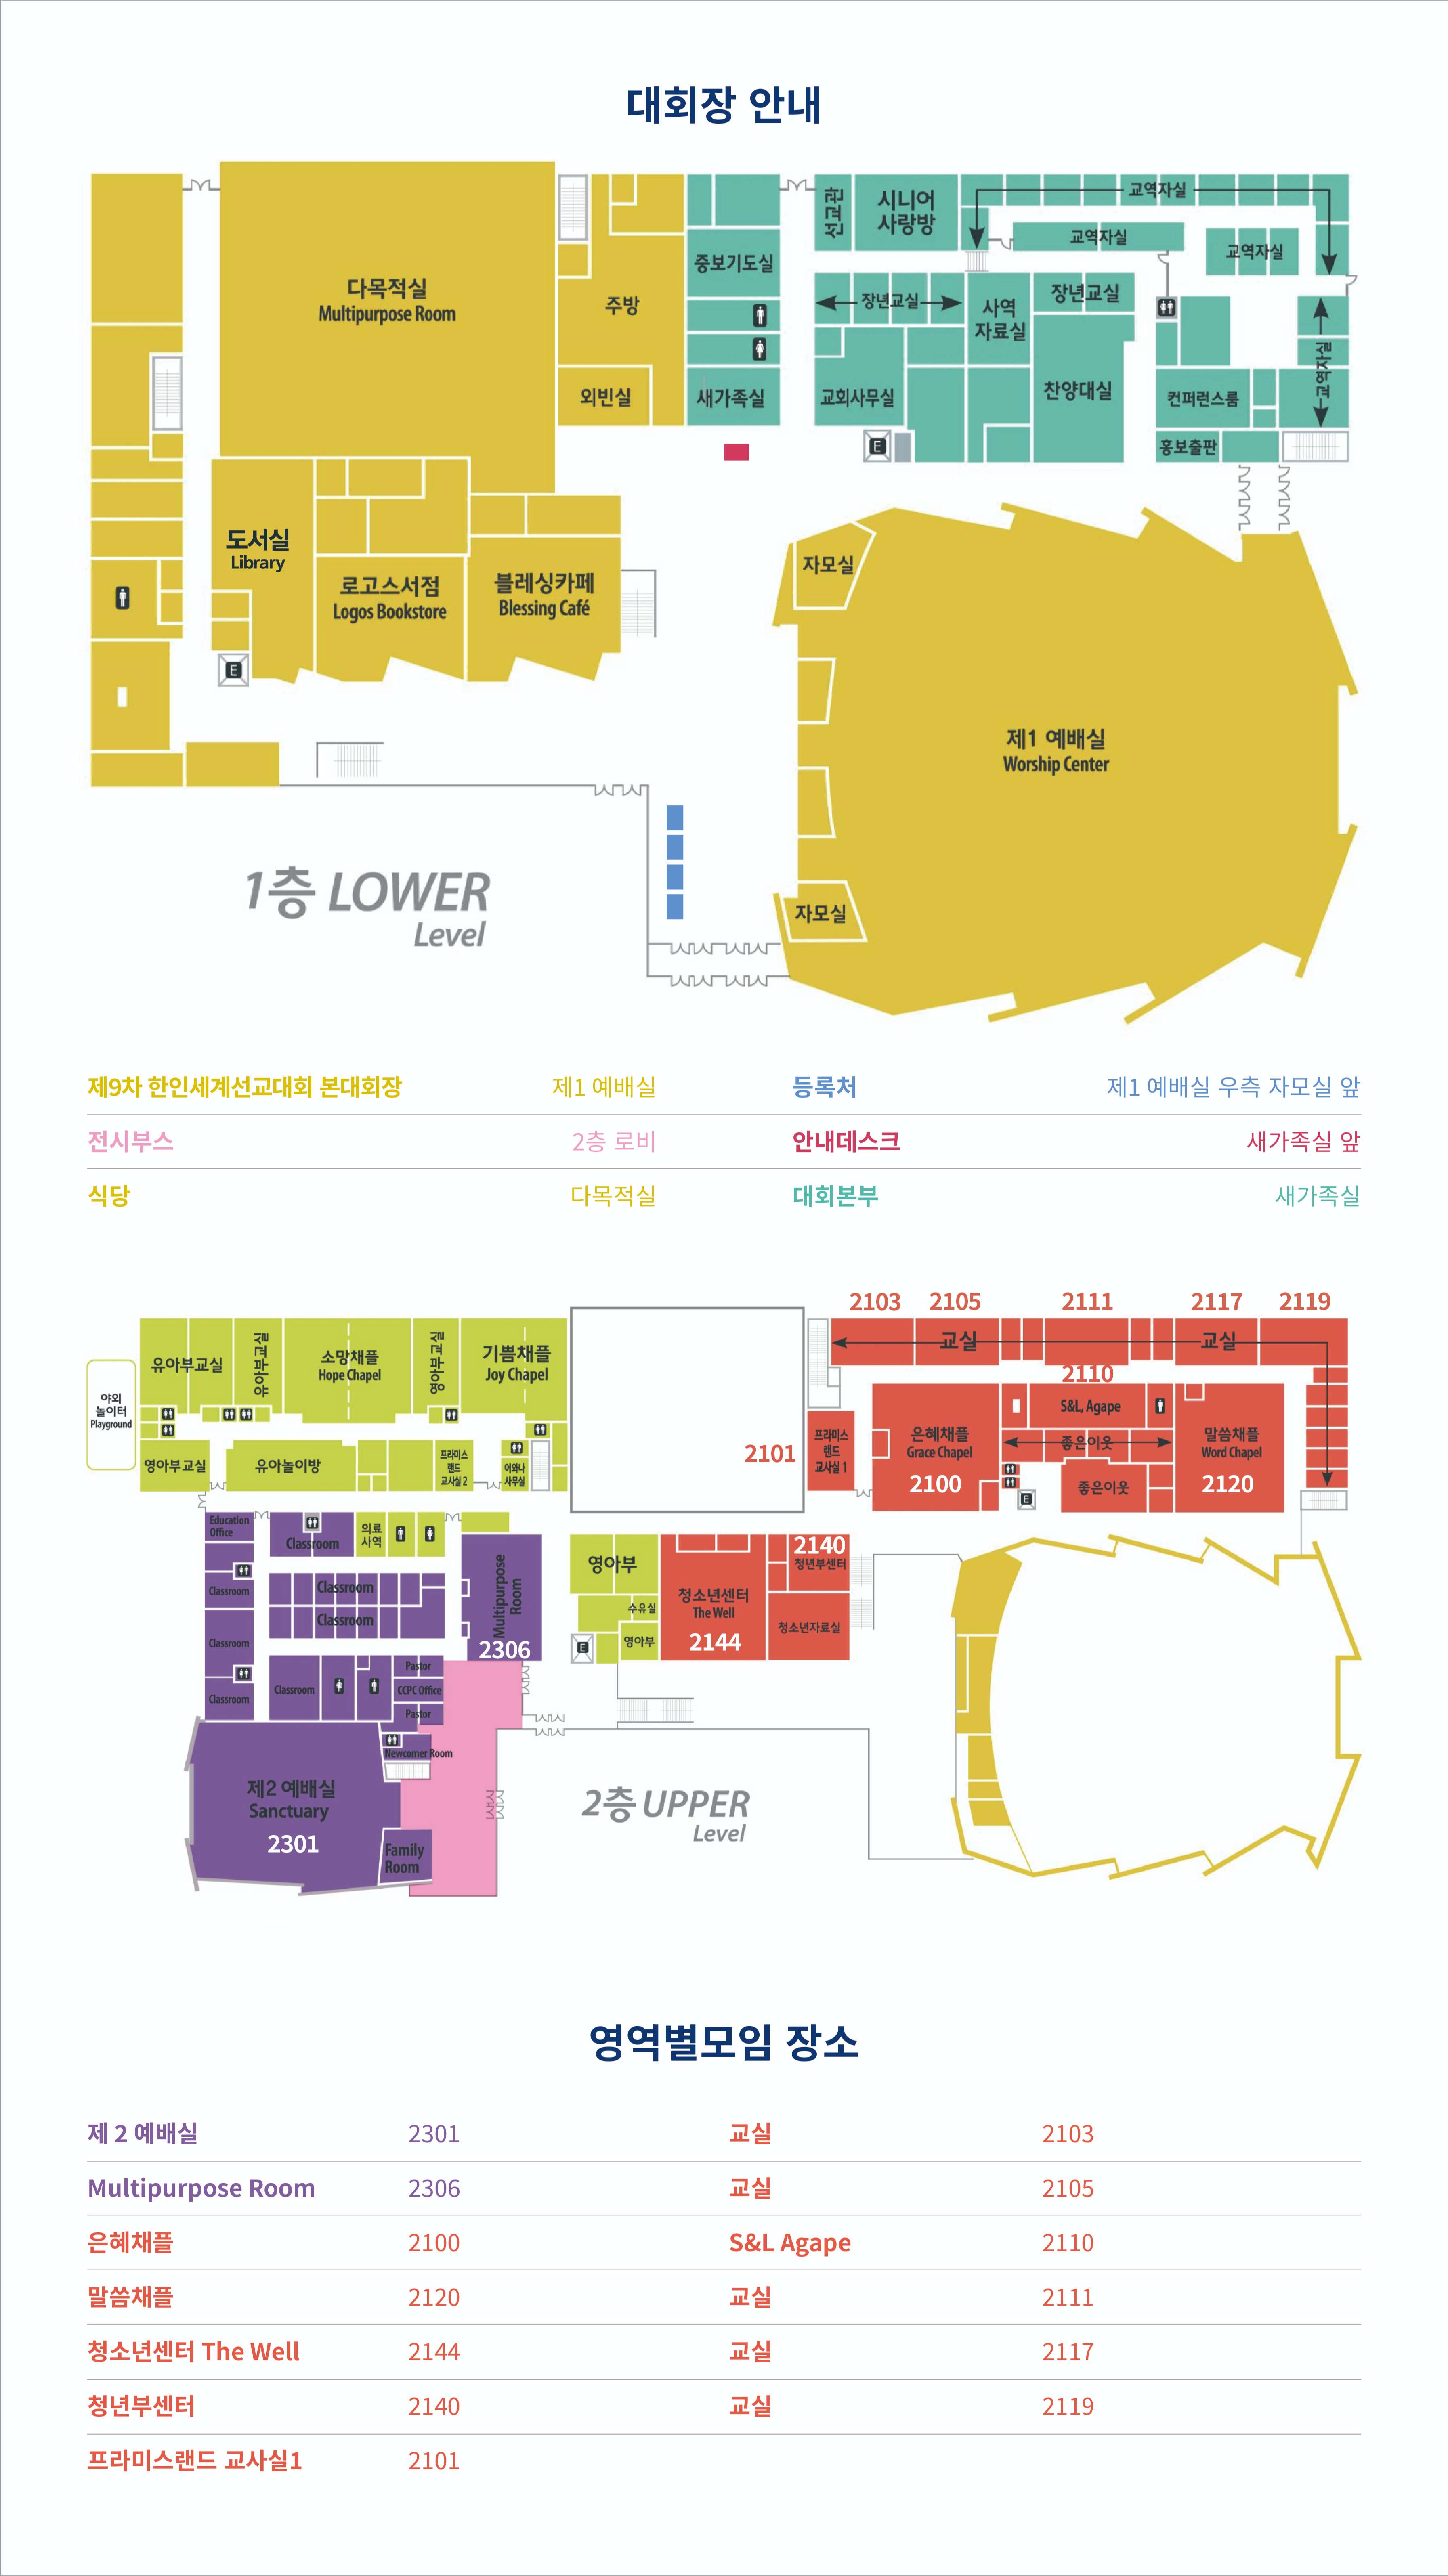 대회장 안내
선교관
시니어
사랑방
교역자실
교역자실
교역자실
중보기도실
다목적실
Multipurpose Room
주방
장년교실
사역
자료실
장년교실
외빈실
새가족실
교회사무실
찬양대실
컨퍼런스룸
교역자실
홍보출판
E
도서실
Library
로고스서점
Logos Bookstore
블레싱카페
Blessing Café
자모실
E
제1 예배실
Worship Center
자모실
1층 LOWER
Level
제9차 한인세계선교대회 본대회장 제1 예배실 등록처 제1 예배실 우측 자모실 앞
전시부스 2층 로비 안내데스크 새가족실 앞
식당 다목적실 대회본부 새가족실
2103 2105 2111 2117 2119
교실 교실
유아부교실
유아부교실
소망채플
Hope Chapel
영아부교실
기쁨채플
Joy Chapel
야외
놀이터
Playground
2110
S&L, Agape
영아부교실
유아놀이방
프라미스
랜드
교사실 2
어와나
사무실
2101
프라미스
랜드
교사실 1
은혜채플
Grace Chapel
2100
좋은이웃
좋은이웃
E
말씀채플
Word Chapel
2120
Education
Office
Classroom
의료
사역
Classroom
Classroom
Classroom
Classroom
Multipurpose
Room
2306
영아부
수유실
영아부
E
청소년센터
The Well
2144
2140
청년부센터
청소년자료실
Classroom
Classroom
Pastor
CCPC Office
Pastor
Newcomer Room
제2 예배실
Sanctuary
2301
Family
Room
2층 UPPER
Level
영역별모임 장소
제 2 예배실 2301 교실 2103
Multipurpose Room 2306 교실 2105
은혜채플 2100 S&L Agape 2110
말씀채플 2120 교실 2111
청소년센터 The Well 2144 교실 2117
청년부센터 2140 교실 2119
프라미스랜드 교사실1 2101